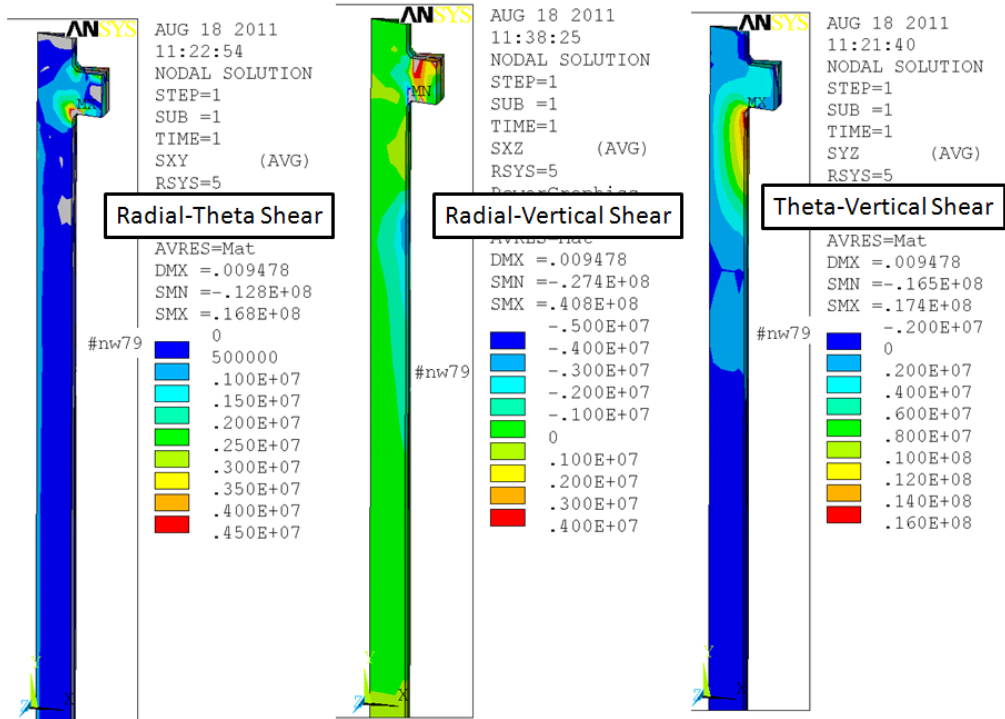 ANSYS
AUG 18 2011
11:22:54
NODAL SOLUTION
STEP=1
SUB =1
TIME=1
SXY (AVG)
RSYS=5
Radial-Theta Shear
AVRES=Mat
DMX =.009478
SMN =-.128E+08
SMX =.168E+08
0
500000
.100E+07
.150E+07
.200E+07
.250E+07
.300E+07
.350E+07
.400E+07
.450E+07
#nw79
MX
Y
Z X
ANSYS
AUG 18 2011
11:38:25
NODAL SOLUTION
STEP=1
SUB =1
TIME=1
SXZ (AVG)
RSYS=5
PowerGraphics
Radial-Vertical Shear
AVRES=Mat
DMX =.009478
SMN =-.274E+08
SMX =.408E+08
-.500E+07
-.400E+07
-.300E+07
-.200E+07
-.100E+07
0
.100E+07
.200E+07
.300E+07
.400E+07
#nw79
MN
Y
Z X
ANSYS
AUG 18 2011
11:21:40
NODAL SOLUTION
STEP=1
SUB =1
TIME=1
SYZ (AVG)
RSYS=5
Theta-Vertical Shear
AVRES=Mat
DMX =.009478
SMN =-.165E+08
SMX =.174E+08
-.200E+07
0
.200E+07
.400E+07
.600E+07
.800E+07
.100E+08
.120E+08
.140E+08
.160E+08
#nw79
MX
Y
Z X